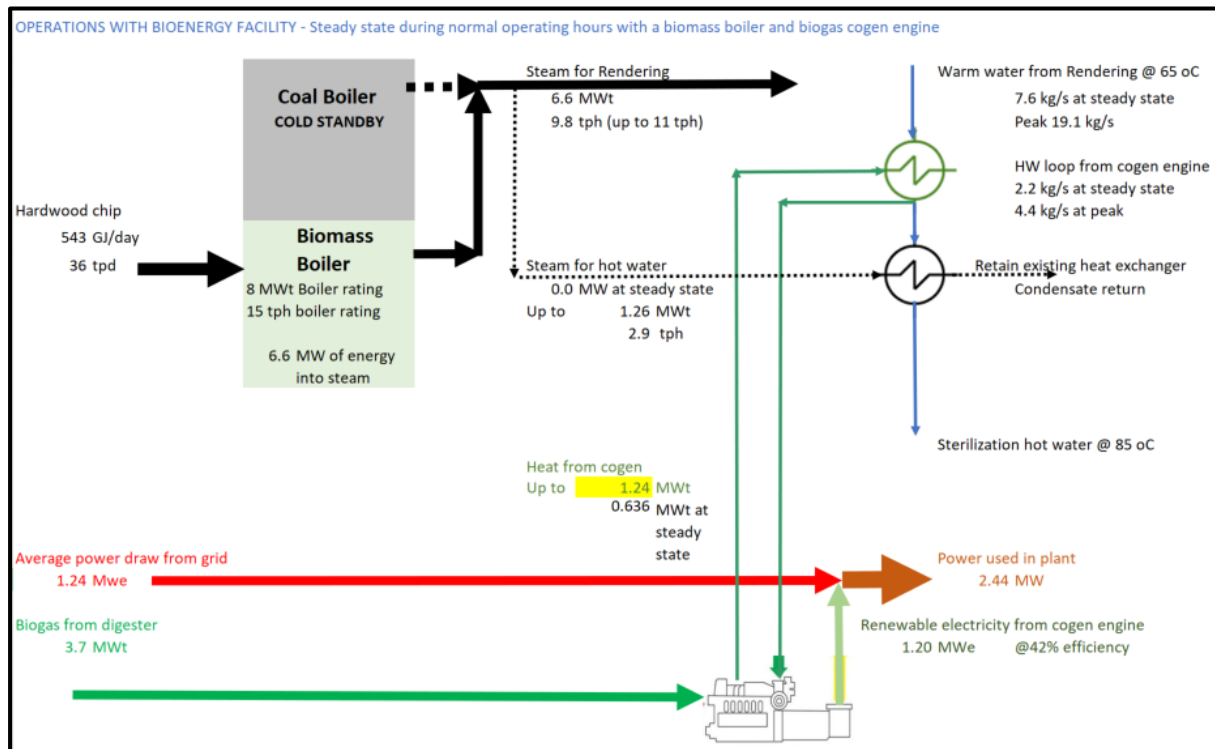 OPERATIONS WITH BIOENERGY FACILITY - Steady state during normal operating hours with a biomass boiler and biogas cogen engine
Coal Boiler
COLD STANDBY
Steam for Rendering
6.6 MWt
9.8 tph (up to 11 tph)
Warm water from Rendering @ 65 oC
7.6 kg/s at steady state
Peak 19.1 kg/s
HW loop from cogen engine
2.2 kg/s at steady state
4.4 kg/s at peak
Hardwood chip
543 GJ/day
36 tpd
Biomass
Boiler
8 MWt Boiler rating
15 tph boiler rating
6.6 MW of energy
into steam
Steam for hot water
0.0 MW at steady state
Up to 1.26 MWt
2.9 tph
Retain existing heat exchanger
Condensate return
Sterilization hot water @ 85 oC
Heat from cogen
Up to 1.24 MWt
0.636 MWt at
steady
state
Average power draw from grid
1.24 Mwe
Power used in plant
2.44 MW
Biogas from digester
3.7 MWt
Renewable electricity from cogen engine
1.20 MWe @42% efficiency